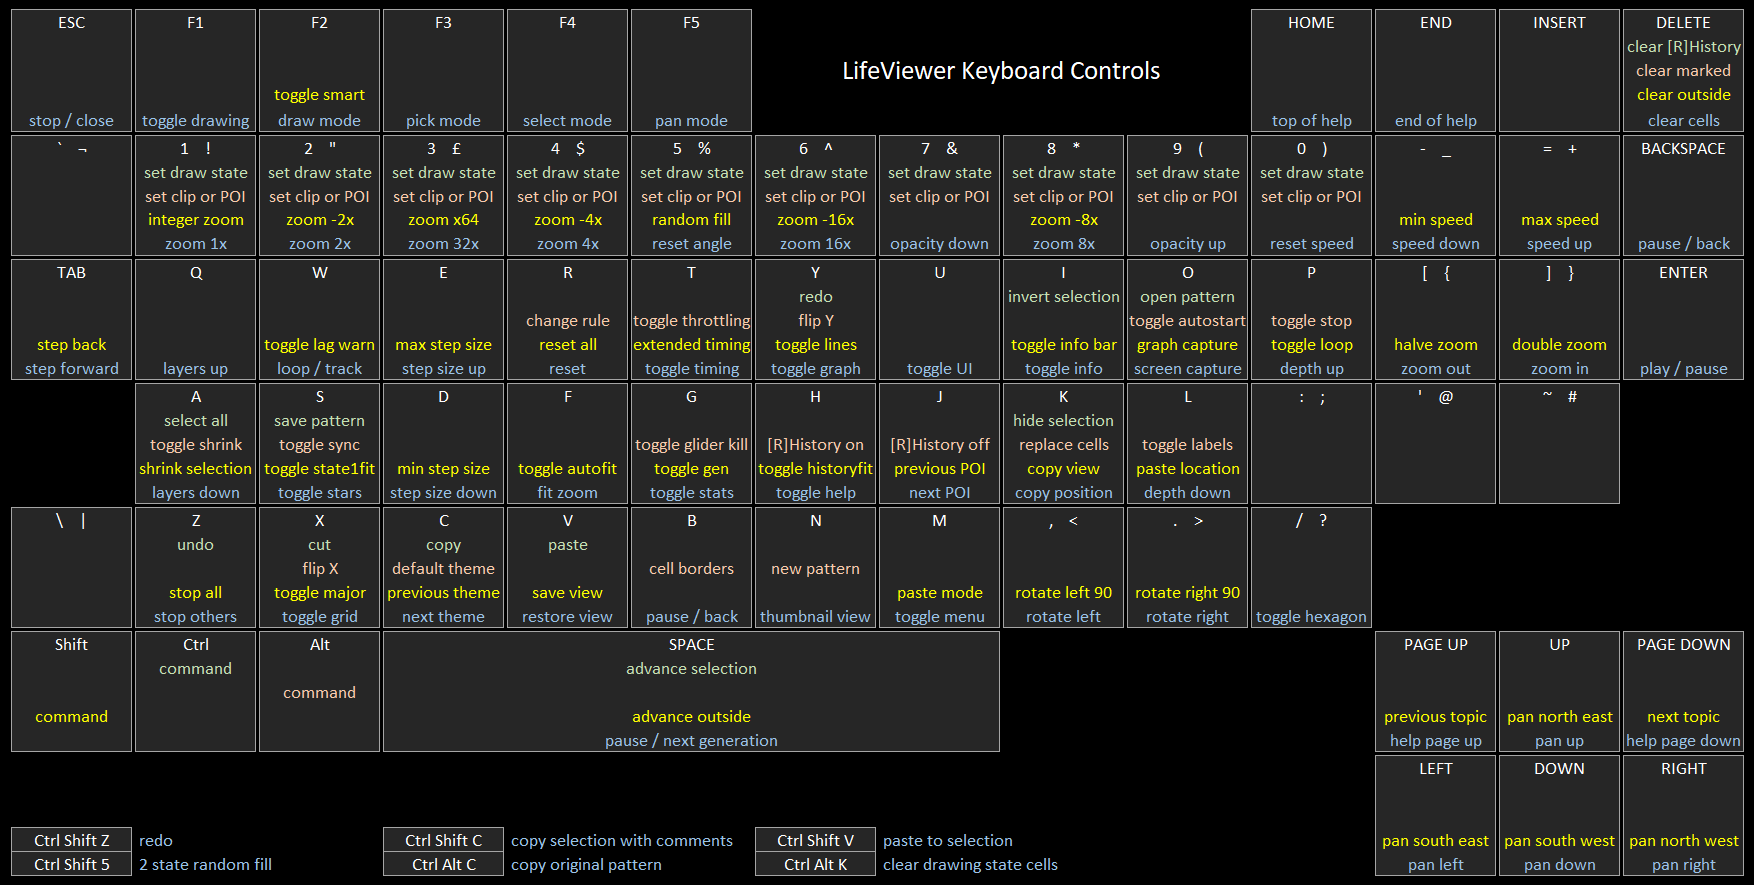 ESC
stop / close
F1
toggle drawing
F2
toggle smart
draw mode
F3
pick mode
F4
select mode
F5
pan mode
LifeViewer Keyboard Controls
HOME
top of help
END
end of help
INSERT
DELETE
clear [R]History
clear marked
clear outside
clear cells
` ¬
1 !
set draw state
set clip or POI
integer zoom
zoom 1x
2 "
set draw state
set clip or POI
zoom -2x
zoom 2x
3 £
set draw state
set clip or POI
zoom x64
zoom 32x
4 $
set draw state
set clip or POI
zoom -4x
zoom 4x
5 %
set draw state
set clip or POI
random fill
reset angle
6 ^
set draw state
set clip or POI
zoom -16x
zoom 16x
7 &
set draw state
set clip or POI
opacity down
8 *
set draw state
set clip or POI
zoom -8x
zoom 8x
9 (
set draw state
set clip or POI
opacity up
0 )
set draw state
set clip or POI
reset speed
- _
min speed
speed down
= +
max speed
speed up
BACKSPACE
pause / back
TAB
step back
step forward
Q
layers up
W
toggle lag warn
loop / track
E
max step size
step size up
R
change rule
reset all
reset
T
toggle throttling
extended timing
toggle timing
Y
redo
flip Y
toggle lines
toggle graph
U
toggle UI
I
invert selection
toggle info bar
toggle info
O
open pattern
toggle autostart
graph capture
screen capture
P
toggle stop
toggle loop
depth up
[ {
halve zoom
zoom out
] }
double zoom
zoom in
ENTER
play / pause
A
select all
toggle shrink
shrink selection
layers down
S
save pattern
toggle sync
toggle state1fit
toggle stars
D
min step size
step size down
F
toggle autofit
fit zoom
G
toggle glider kill
toggle gen
toggle stats
H
[R]History on
toggle historyfit
toggle help
J
[R]History off
previous POI
next POI
K
hide selection
replace cells
copy view
copy position
L
toggle labels
paste location
depth down
: ;
' @
~ #
\ |
Z
undo
stop all
stop others
X
cut
flip X
toggle major
toggle grid
C
copy
default theme
previous theme
next theme
V
paste
save view
restore view
B
cell borders
pause / back
N
new pattern
thumbnail view
M
paste mode
toggle menu
, <
rotate left 90
rotate left
. >
rotate right 90
rotate right
/ ?
toggle hexagon
Shift
command
Ctrl
command
Alt
command
SPACE
advance selection
advance outside
pause / next generation
PAGE UP
previous topic
help page up
UP
pan north east
pan up
PAGE DOWN
next topic
help page down
LEFT
pan south east
pan left
DOWN
pan south west
pan down
RIGHT
pan north west
pan right
Ctrl Shift Z redo
Ctrl Shift 5 2 state random fill
Ctrl Shift C copy selection with comments
Ctrl Alt C copy original pattern
Ctrl Shift V paste to selection
Ctrl Alt K clear drawing state cells